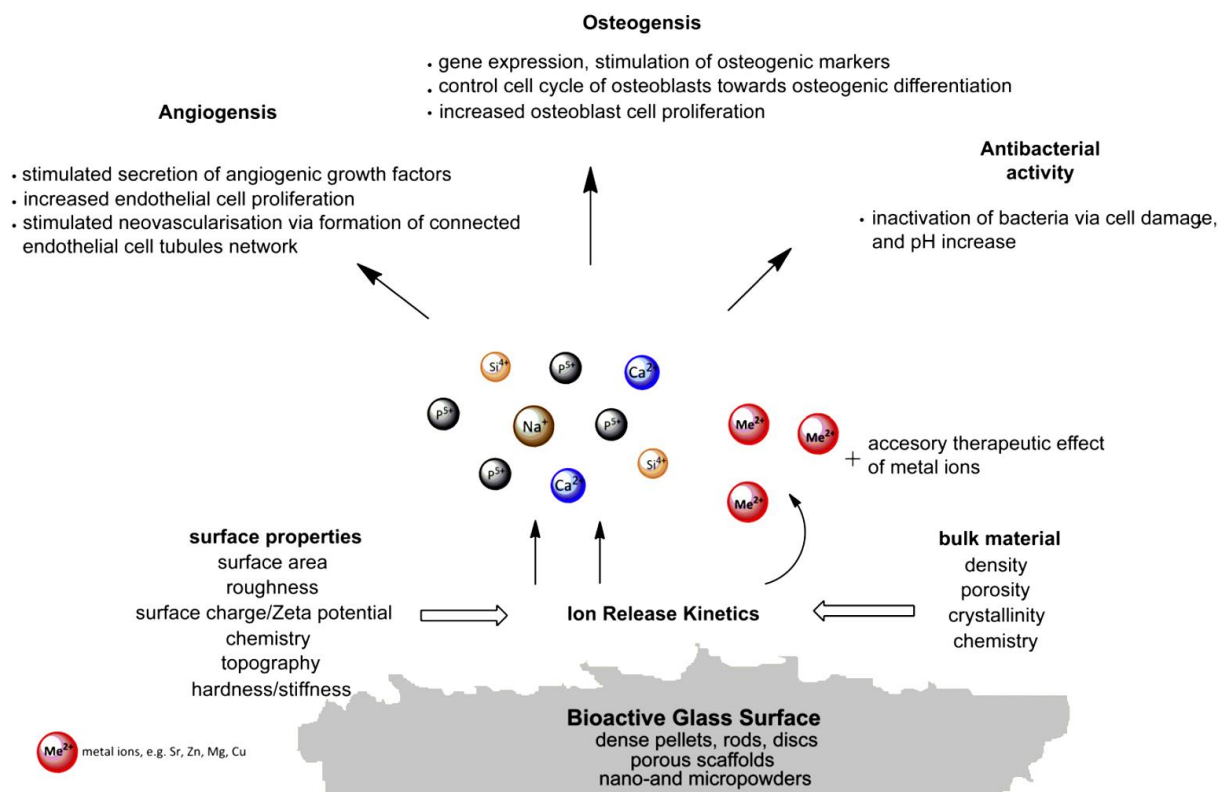 Osteogensis
• gene expression, stimulation of osteogenic markers
• control cell cycle of osteoblasts towards osteogenic differentiation
• increased osteoblast cell proliferation
Angiogensis
• stimulated secretion of angiogenic growth factors
• increased endothelial cell proliferation
• stimulated neovascularisation via formation of connected
endothelial cell tubules network
Antibacterial
activity
• inactivation of bacteria via cell damage,
and pH increase
Si⁴⁺
P⁵⁺
Ca²⁺
P⁵⁺
Na⁺
P⁵⁺
P⁵⁺
Ca²⁺
Si⁴⁺
Me²⁺
Me²⁺
Me²⁺
+ accesory therapeutic effect
of metal ions
surface properties
surface area
roughness
surface charge/Zeta potential
chemistry
topography
hardness/stiffness
Ion Release Kinetics
bulk material
density
porosity
crystallinity
chemistry
Bioactive Glass Surface
dense pellets, rods, discs
porous scaffolds
nano-and micropowders
Me²⁺ metal ions, e.g. Sr, Zn, Mg, Cu